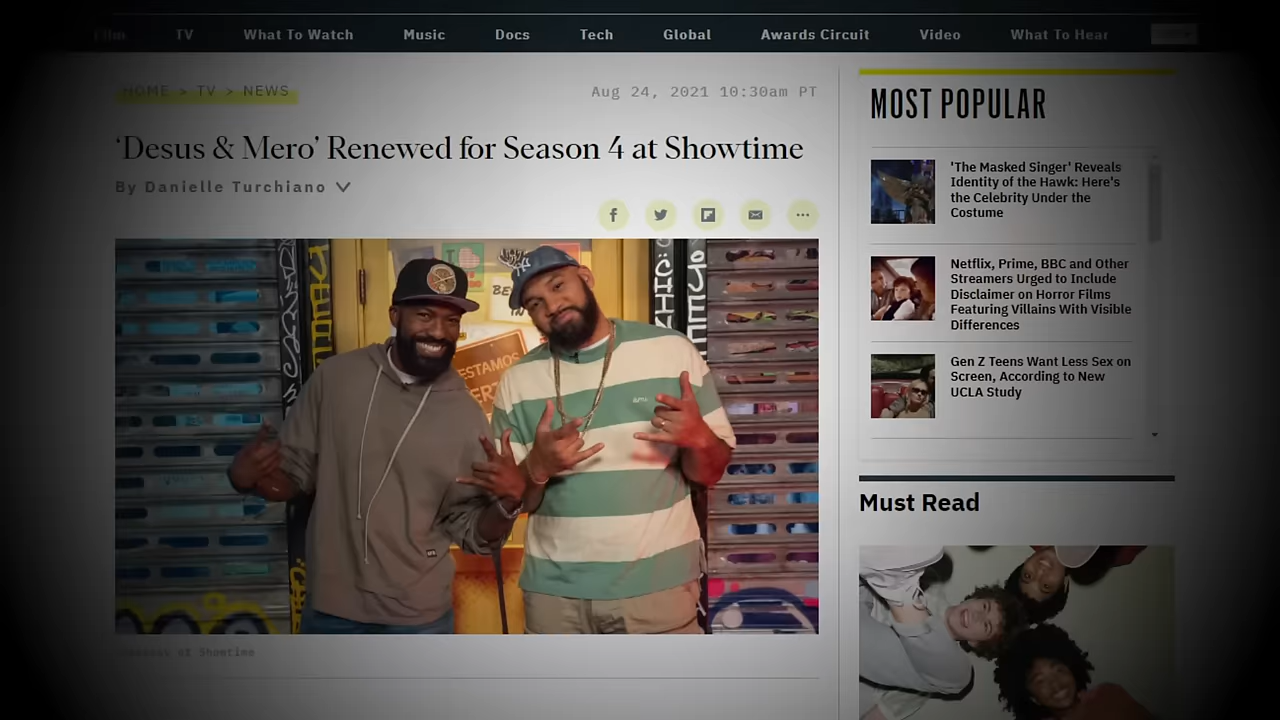 Film TV What To Watch Music Docs Tech Global Awards Circuit Video What To Hear
HOME > TV > NEWS
Aug 24, 2021 10:30am PT
‘Desus & Mero’ Renewed for Season 4 at Showtime
By Danielle Turchiano
ESTAMOS
MOST POPULAR
'The Masked Singer' Reveals
Identity of the Hawk: Here's
the Celebrity Under the
Costume
Netflix, Prime, BBC and Other
Streamers Urged to Include
Disclaimer on Horror Films
Featuring Villains With Visible
Differences
Gen Z Teens Want Less Sex on
Screen, According to New
UCLA Study
Must Read
of Showtime